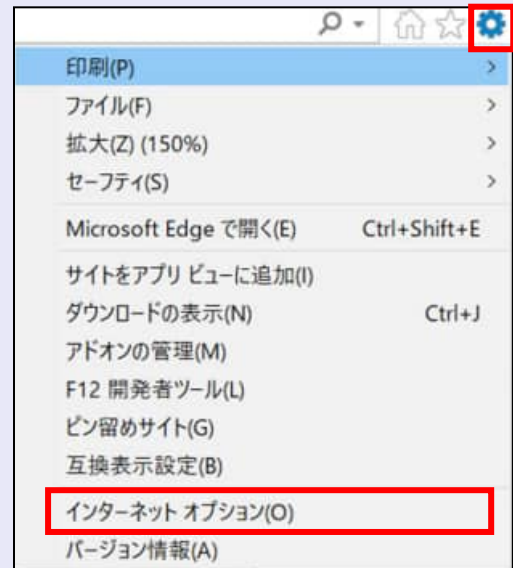 印刷(P)
ファイル(F)
拡大(Z) (150%)
セーフティ(S)
Microsoft Edge で開く(E) Ctrl+Shift+E
サイトをアプリ ビューに追加(I)
ダウンロードの表示(N) Ctrl+J
アドオンの管理(M)
F12 開発者ツール(L)
ピン留めサイト(G)
互換表示設定(B)
インターネット オプション(O)
バージョン情報(A)